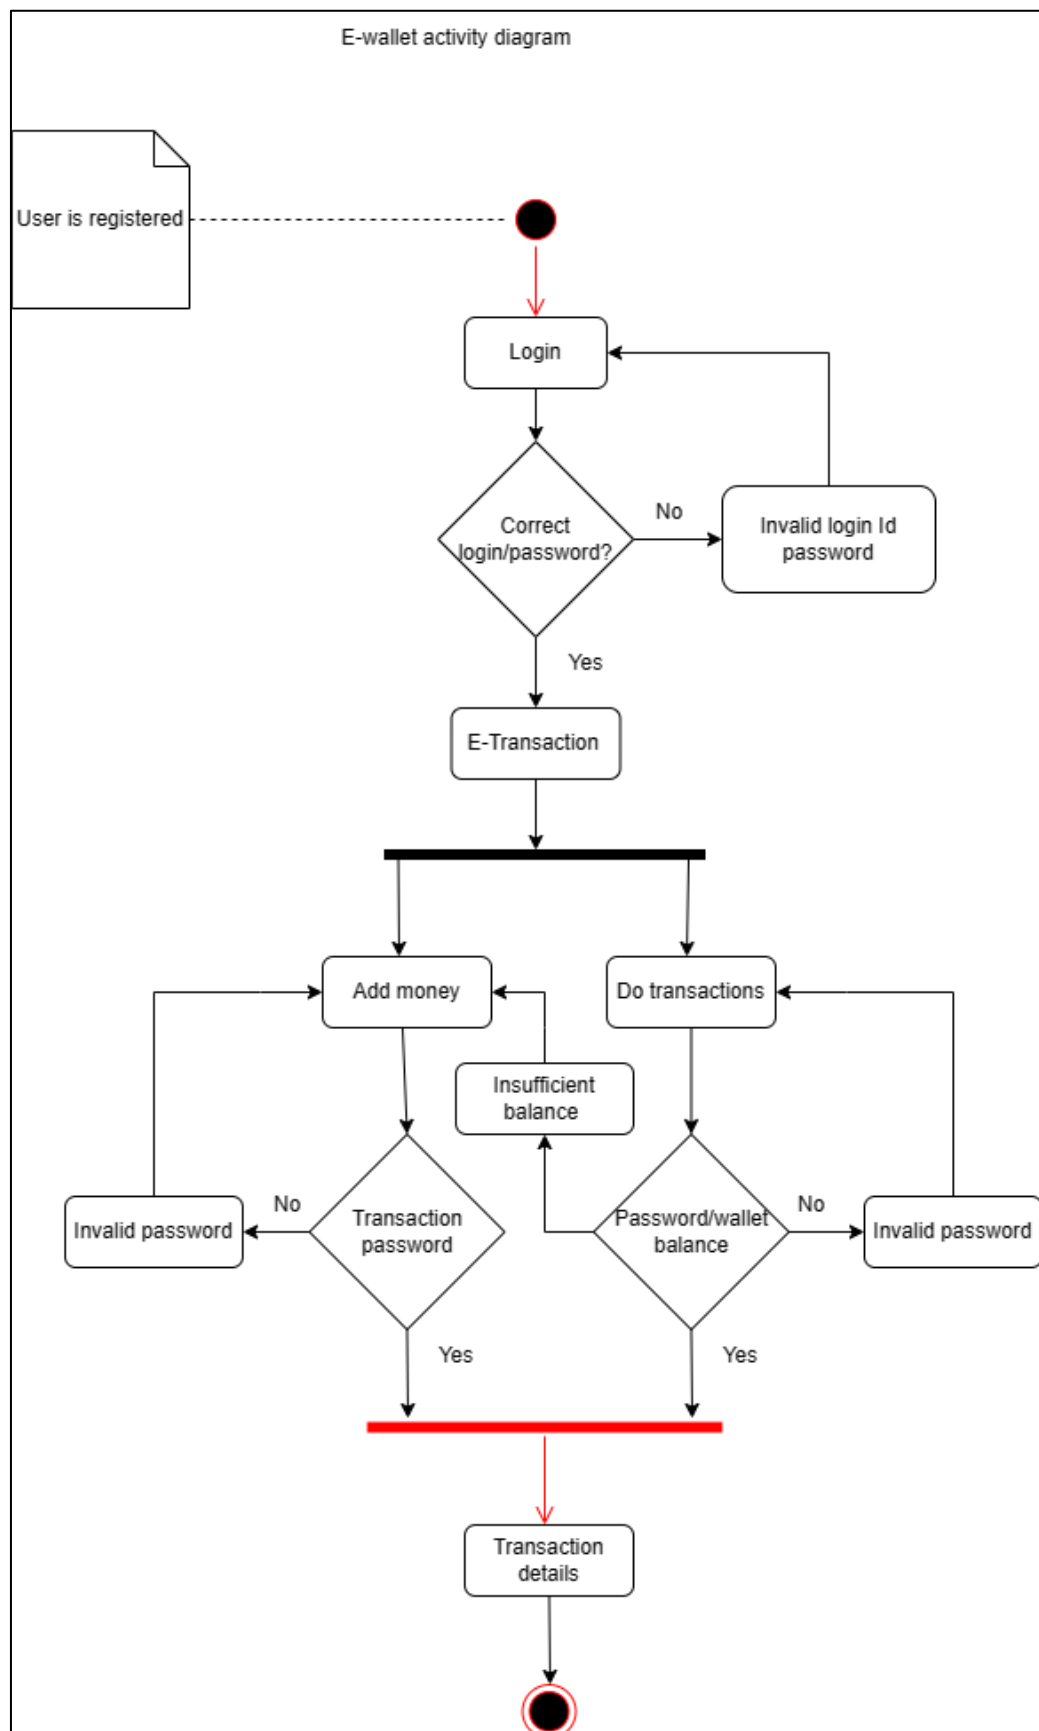 E-wallet activity diagram
User is registered
Login
Correct
login/password?
No
Invalid login Id
password
Yes
E-Transaction
Add money
Do transactions
Insufficient
balance
No
Invalid password
Transaction
password
Password/wallet
balance
No
Invalid password
Yes
Yes
Transaction
details